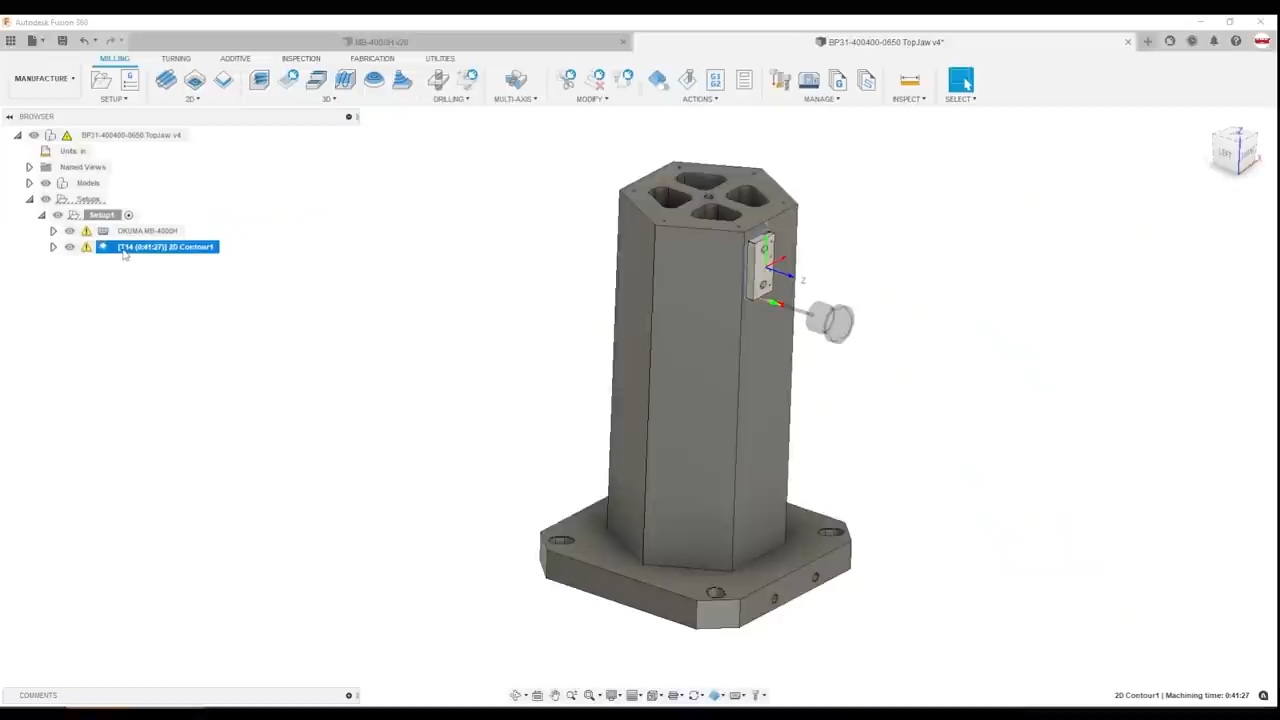 Autodesk Fusion 360
MB-4000H v20
BP31-400400-0650 TopJaw v4*
MILLING TURNING ADDITIVE INSPECTION FABRICATION UTILITIES
MANUFACTURE
G1
G2
SETUP 2D 3D DRILLING MULTI-AXIS MODIFY ACTIONS MANAGE INSPECT SELECT
BROWSER
BP31-400400-0650 TopJaw v4
Units: in
Named Views
Models
Setups
Setup1
OKUMA MB-4000H
[T14 (0:41:27)] 2D Contour1
LEFT
Z
X
Z
COMMENTS
2D Contour1 | Machining time: 0:41:27